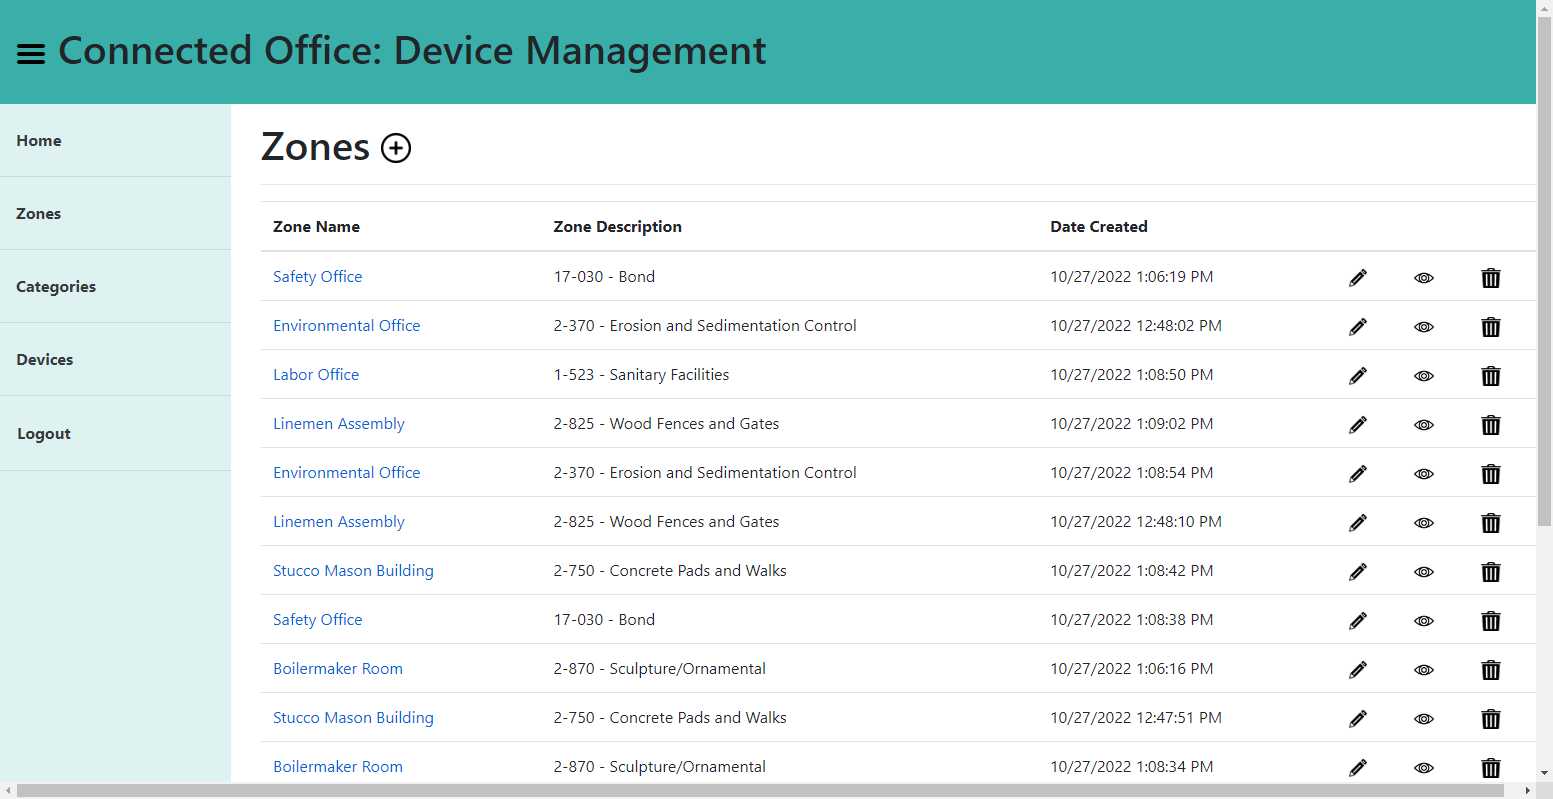 Connected Office: Device Management
Home
Zones
Categories
Devices
Logout
Zones
Zone Name Zone Description Date Created
Safety Office 17-030 - Bond 10/27/2022 1:06:19 PM
Environmental Office 2-370 - Erosion and Sedimentation Control 10/27/2022 12:48:02 PM
Labor Office 1-523 - Sanitary Facilities 10/27/2022 1:08:50 PM
Linemen Assembly 2-825 - Wood Fences and Gates 10/27/2022 1:09:02 PM
Environmental Office 2-370 - Erosion and Sedimentation Control 10/27/2022 1:08:54 PM
Linemen Assembly 2-825 - Wood Fences and Gates 10/27/2022 12:48:10 PM
Stucco Mason Building 2-750 - Concrete Pads and Walks 10/27/2022 1:08:42 PM
Safety Office 17-030 - Bond 10/27/2022 1:08:38 PM
Boilermaker Room 2-870 - Sculpture/Ornamental 10/27/2022 1:06:16 PM
Stucco Mason Building 2-750 - Concrete Pads and Walks 10/27/2022 12:47:51 PM
Boilermaker Room 2-870 - Sculpture/Ornamental 10/27/2022 1:08:34 PM